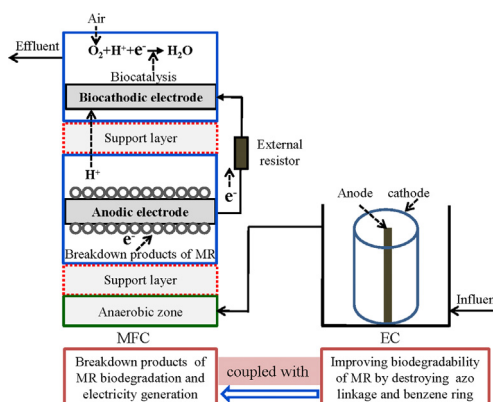 Air
Effluent
O₂+H⁺+e⁻ H₂O
Biocatalysis
Biocathodic electrode
Support layer
External
resistor
H⁺
e⁻
Anodic electrode
e⁻
Breakdown products of MR
Support layer
Anaerobic zone
MFC
Anode
cathode
Influent
EC
Breakdown products of
MR biodegradation and
electricity generation
coupled with
Improving biodegradability
of MR by destroying azo
linkage and benzene ring